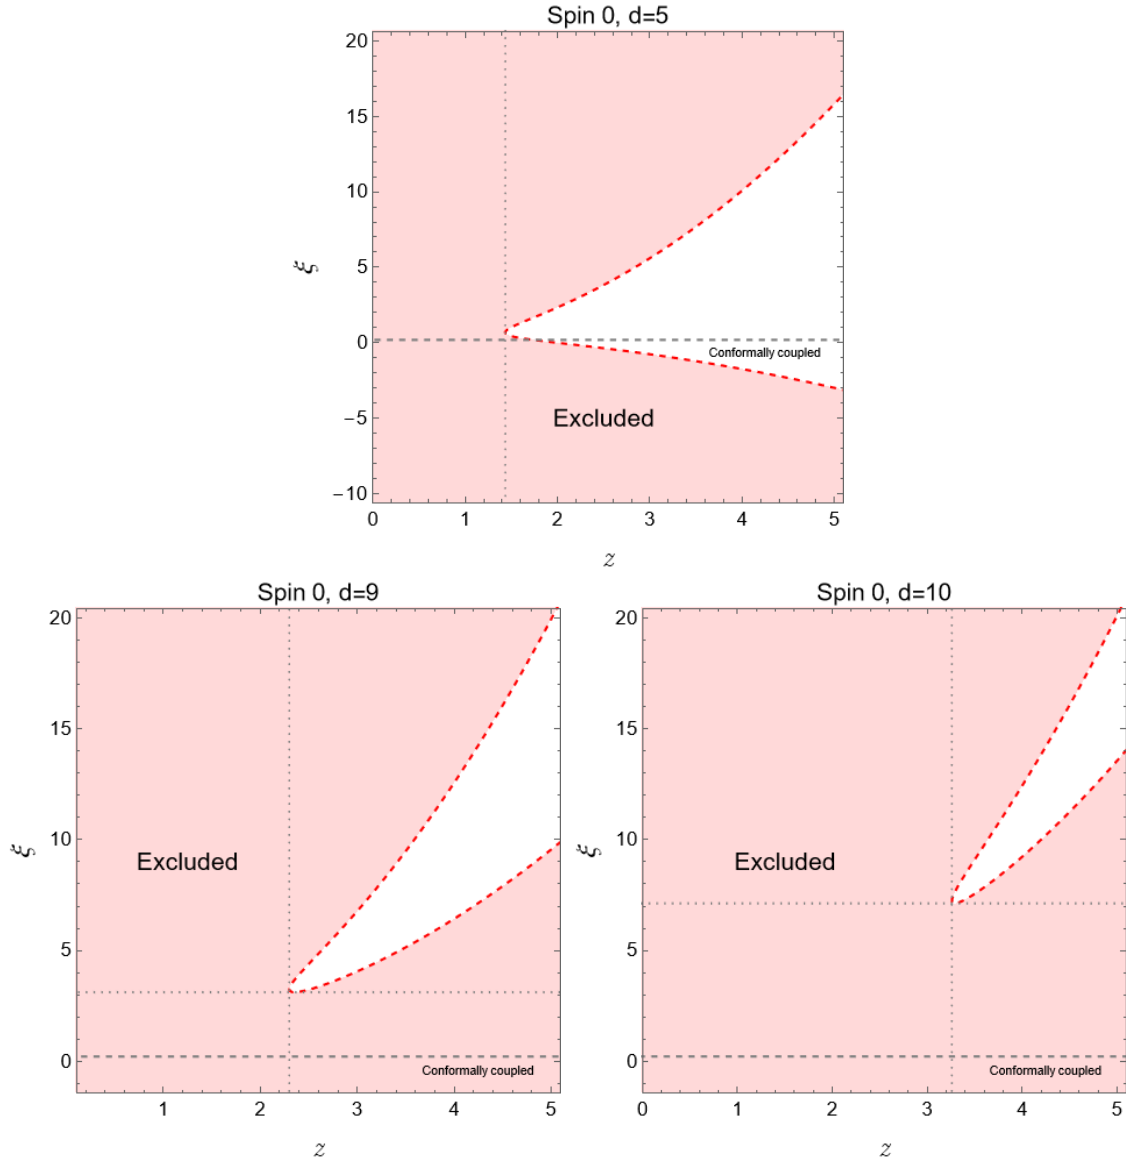 Spin 0, d=5
20
15
10
5
0
−5
−10
ξ
Conformally coupled
Excluded
0 1 2 3 4 5
z
Spin 0, d=9
20
15
10
5
0
ξ
Excluded
Conformally coupled
1 2 3 4 5
z
Spin 0, d=10
20
15
10
5
0
ξ
Excluded
Conformally coupled
0 1 2 3 4 5
z